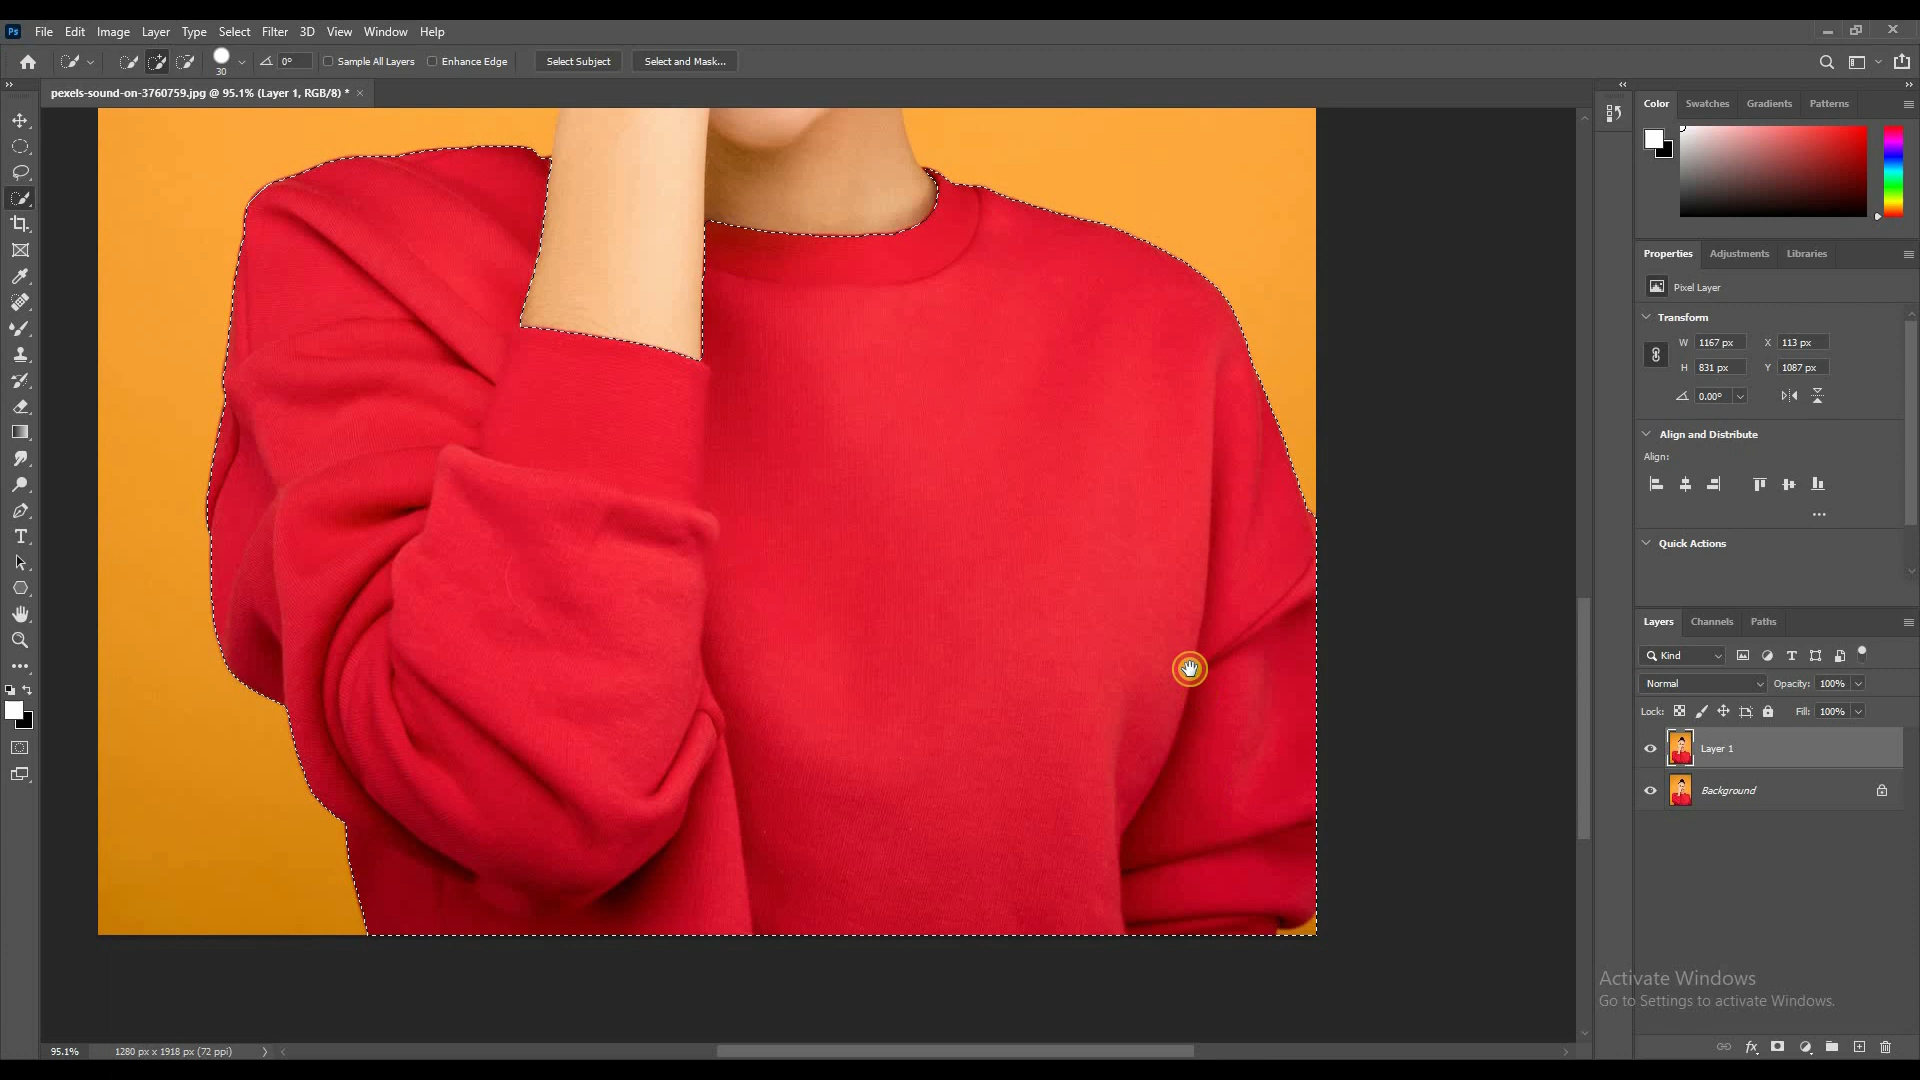 Ps File Edit Image Layer Type Select Filter 3D View Window Help
30 0° Sample All Layers Enhance Edge Select Subject Select and Mask...
pexels-sound-on-3760759.jpg @ 95.1% (Layer 1, RGB/8) *
Color Swatches Gradients Patterns
Properties Adjustments Libraries
Pixel Layer
Transform
W 1167 px X 113 px
H 831 px Y 1087 px
0.00°
Align and Distribute
Align:
Quick Actions
Layers Channels Paths
Kind
Normal Opacity: 100%
Lock: Fill: 100%
Layer 1
Background
Activate Windows
Go to Settings to activate Windows.
95.1% 1280 px x 1918 px (72 ppi)